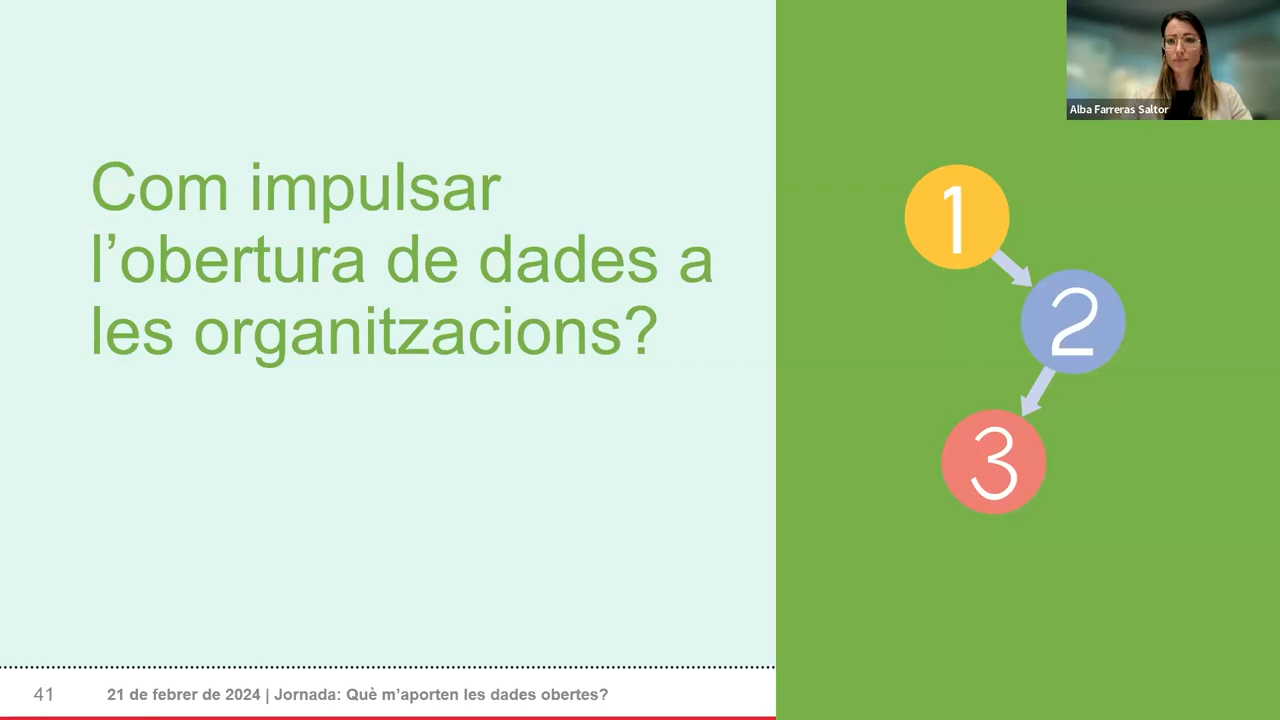 Com impulsar
l’obertura de dades a
les organitzacions?
1
2
3
Alba Farreras Saltor
41
21 de febrer de 2024 | Jornada: Què m’aporten les dades obertes?